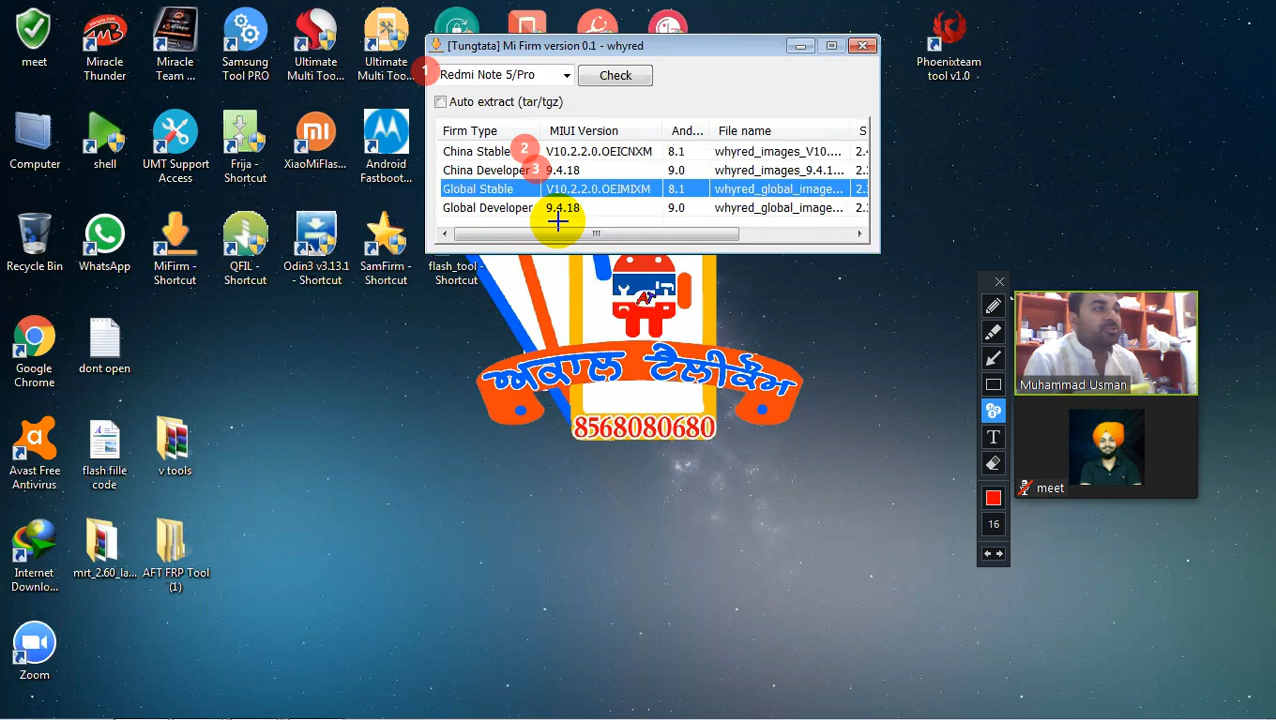 meet
Miracle Thunder
Miracle Team ...
Samsung Tool PRO
Ultimate Multi Too...
Ultimate Multi Too...
Phoenixteam tool v1.0
[Tungtata] Mi Firm version 0.1 - whyred
1
Redmi Note 5/Pro
Check
Auto extract (tar/tgz)
Firm Type MIUI Version And... File name S
China Stable 2 V10.2.2.0.OEICNXM 8.1 whyred_images_V10....
China Developer 3 9.4.18 9.0 whyred_images_9.4.1...
Global Stable V10.2.2.0.OEIMIXM 8.1 whyred_global_image...
Global Developer 9.4.18 9.0 whyred_global_image...
Computer
shell
UMT Support Access
Frija - Shortcut
XiaoMiFlas...
Android Fastboot...
Recycle Bin
WhatsApp
MiFirm - Shortcut
QFIL - Shortcut
Odin3 v3.13.1 - Shortcut
SamFirm - Shortcut
flash_tool - Shortcut
ਅਕਾਲ ਟੈਲੀਕੌਮ
8568080680
Google Chrome
dont open
Muhammad Usman
Avast Free Antivirus
flash fille code
v tools
T
meet
16
Internet Downlo...
mrt_2.60_la...
AFT FRP Tool (1)
Zoom